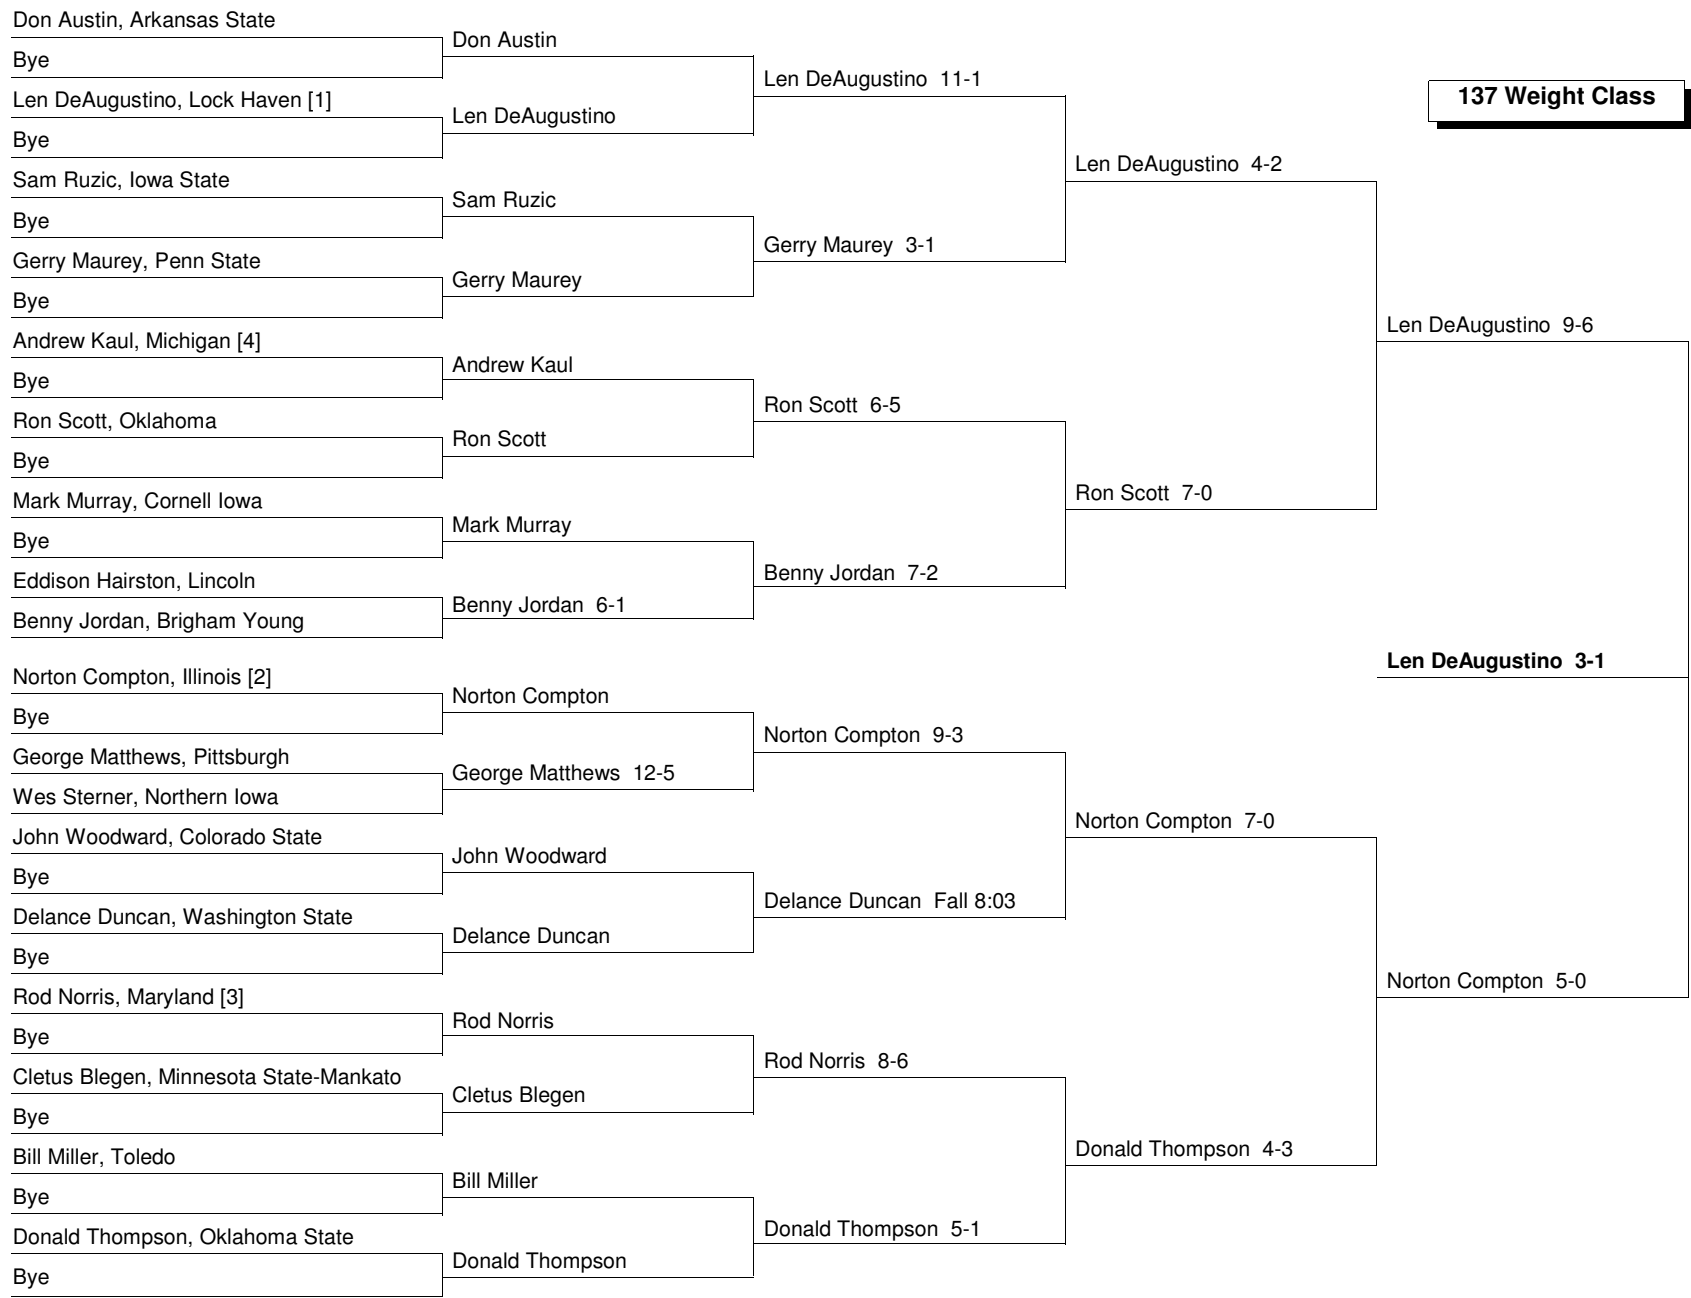 137 Weight Class
Don Austin, Arkansas State
Bye
Len DeAugustino, Lock Haven [1]
Bye
Sam Ruzic, Iowa State
Bye
Gerry Maurey, Penn State
Bye
Andrew Kaul, Michigan [4]
Bye
Ron Scott, Oklahoma
Bye
Mark Murray, Cornell Iowa
Bye
Eddison Hairston, Lincoln
Benny Jordan, Brigham Young
Norton Compton, Illinois [2]
Bye
George Matthews, Pittsburgh
Wes Sterner, Northern Iowa
John Woodward, Colorado State
Bye
Delance Duncan, Washington State
Bye
Rod Norris, Maryland [3]
Bye
Cletus Blegen, Minnesota State-Mankato
Bye
Bill Miller, Toledo
Bye
Donald Thompson, Oklahoma State
Bye
Don Austin
Len DeAugustino
Sam Ruzic
Gerry Maurey
Andrew Kaul
Ron Scott
Mark Murray
Benny Jordan 6-1
Norton Compton
George Matthews 12-5
John Woodward
Delance Duncan
Rod Norris
Cletus Blegen
Bill Miller
Donald Thompson
Len DeAugustino 11-1
Gerry Maurey 3-1
Ron Scott 6-5
Benny Jordan 7-2
Norton Compton 9-3
Delance Duncan Fall 8:03
Rod Norris 8-6
Donald Thompson 5-1
Len DeAugustino 4-2
Ron Scott 7-0
Norton Compton 7-0
Donald Thompson 4-3
Len DeAugustino 9-6
Norton Compton 5-0
Len DeAugustino 3-1